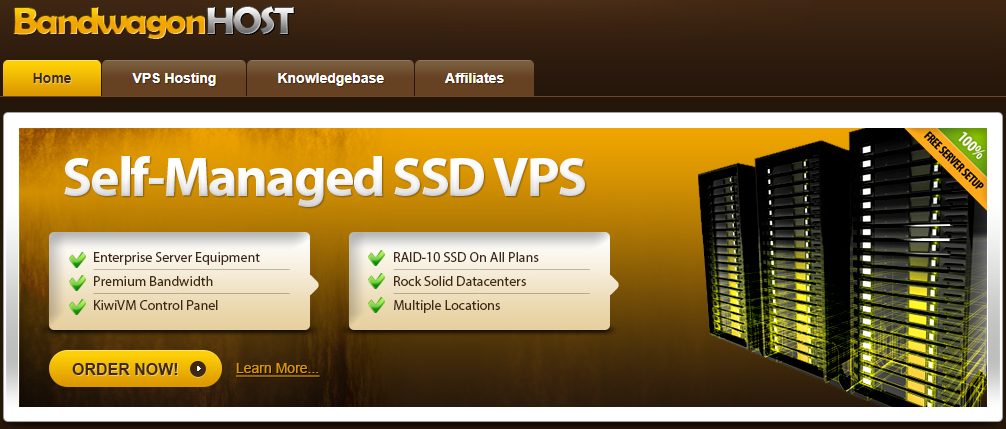 BandwagonHOST
Home
VPS Hosting
Knowledgebase
Affiliates
Self-Managed SSD VPS
100%
FREE SERVER SETUP
Enterprise Server Equipment
Premium Bandwidth
KiwiVM Control Panel
RAID-10 SSD On All Plans
Rock Solid Datacenters
Multiple Locations
ORDER NOW!
Learn More...